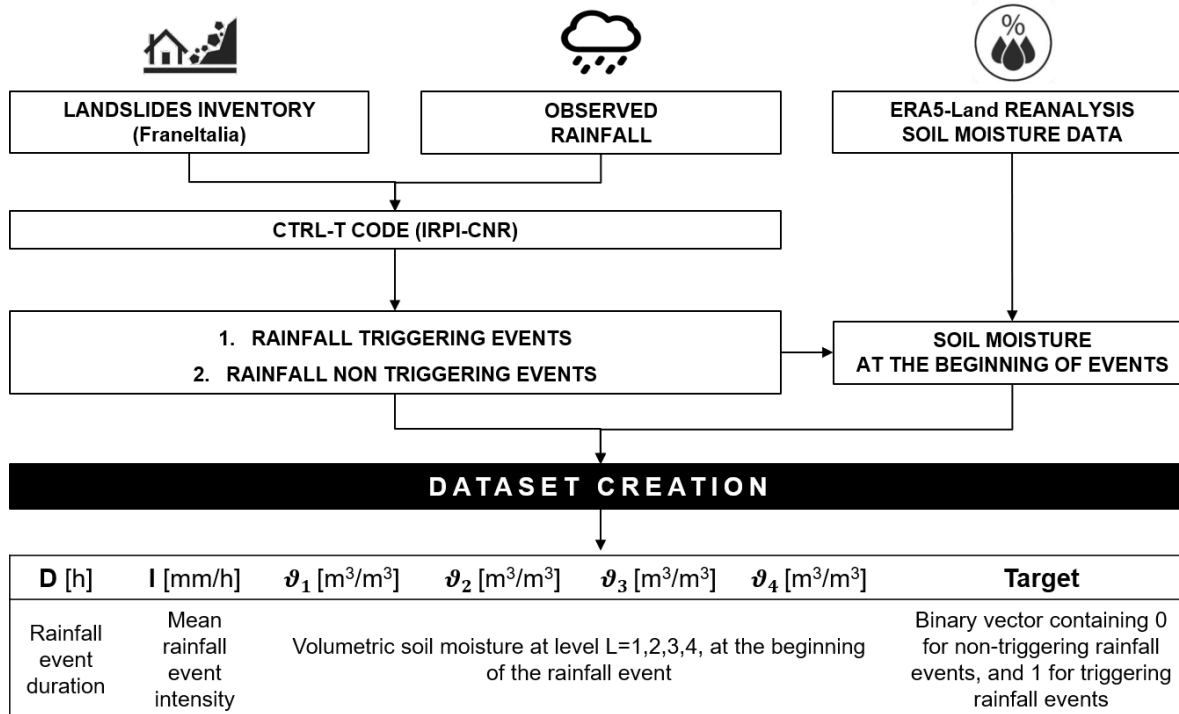 %
LANDSLIDES INVENTORY
(FraneItalia)
OBSERVED
RAINFALL
ERA5-Land REANALYSIS
SOIL MOISTURE DATA
CTRL-T CODE (IRPI-CNR)
1. RAINFALL TRIGGERING EVENTS
2. RAINFALL NON TRIGGERING EVENTS
SOIL MOISTURE
AT THE BEGINNING OF EVENTS
DATASET CREATION
D [h] I [mm/h] ϑ₁ [m³/m³] ϑ₂ [m³/m³] ϑ₃ [m³/m³] ϑ₄ [m³/m³] Target
Rainfall
event
duration
Mean
rainfall
event
intensity
Volumetric soil moisture at level L=1,2,3,4, at the beginning
of the rainfall event
Binary vector containing 0
for non-triggering rainfall
events, and 1 for triggering
rainfall events